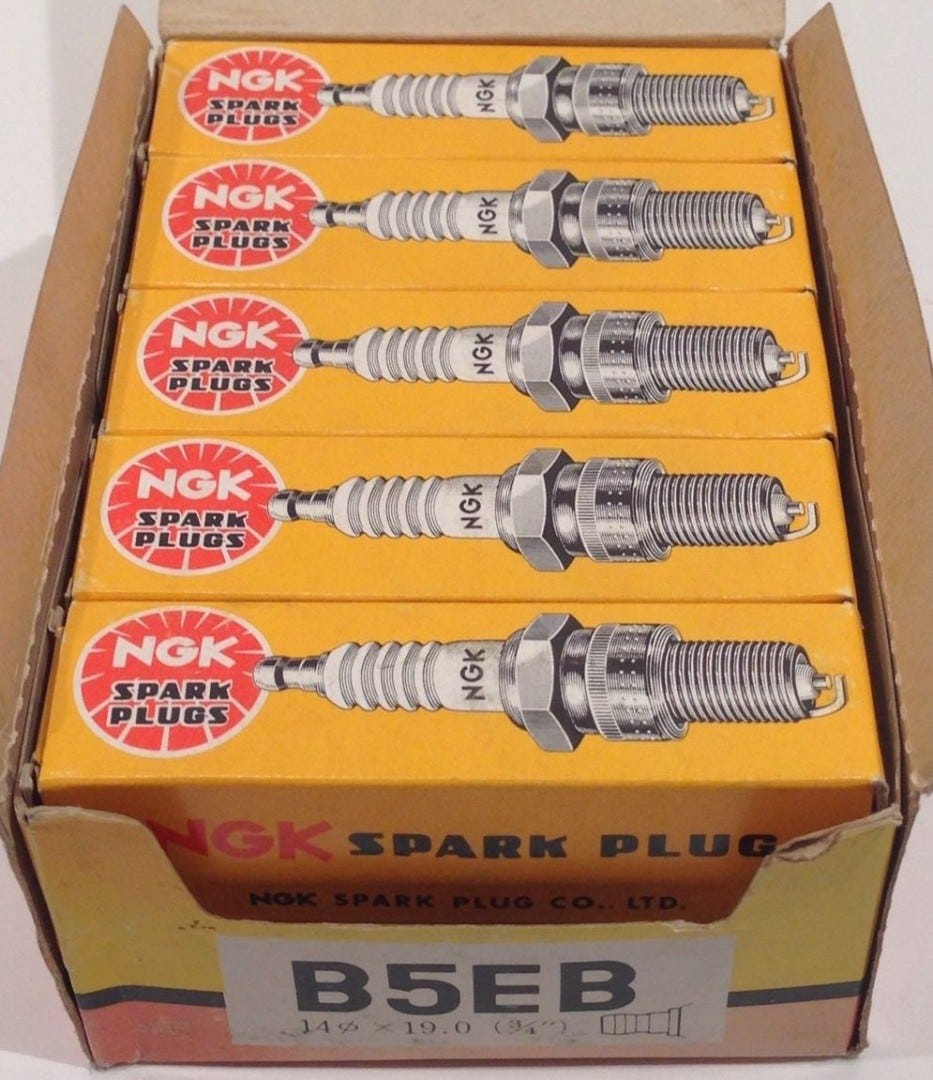 NGK
SPARK
PLUGS
NGK
NGK
SPARK
PLUGS
NGK
NGK
SPARK
PLUGS
NGK
NGK
SPARK
PLUGS
NGK
NGK
SPARK
PLUGS
NGK
NGK SPARK PLUG
NGK SPARK PLUG CO., LTD.
B5EB
14ϕ × 19.0 (3/4")